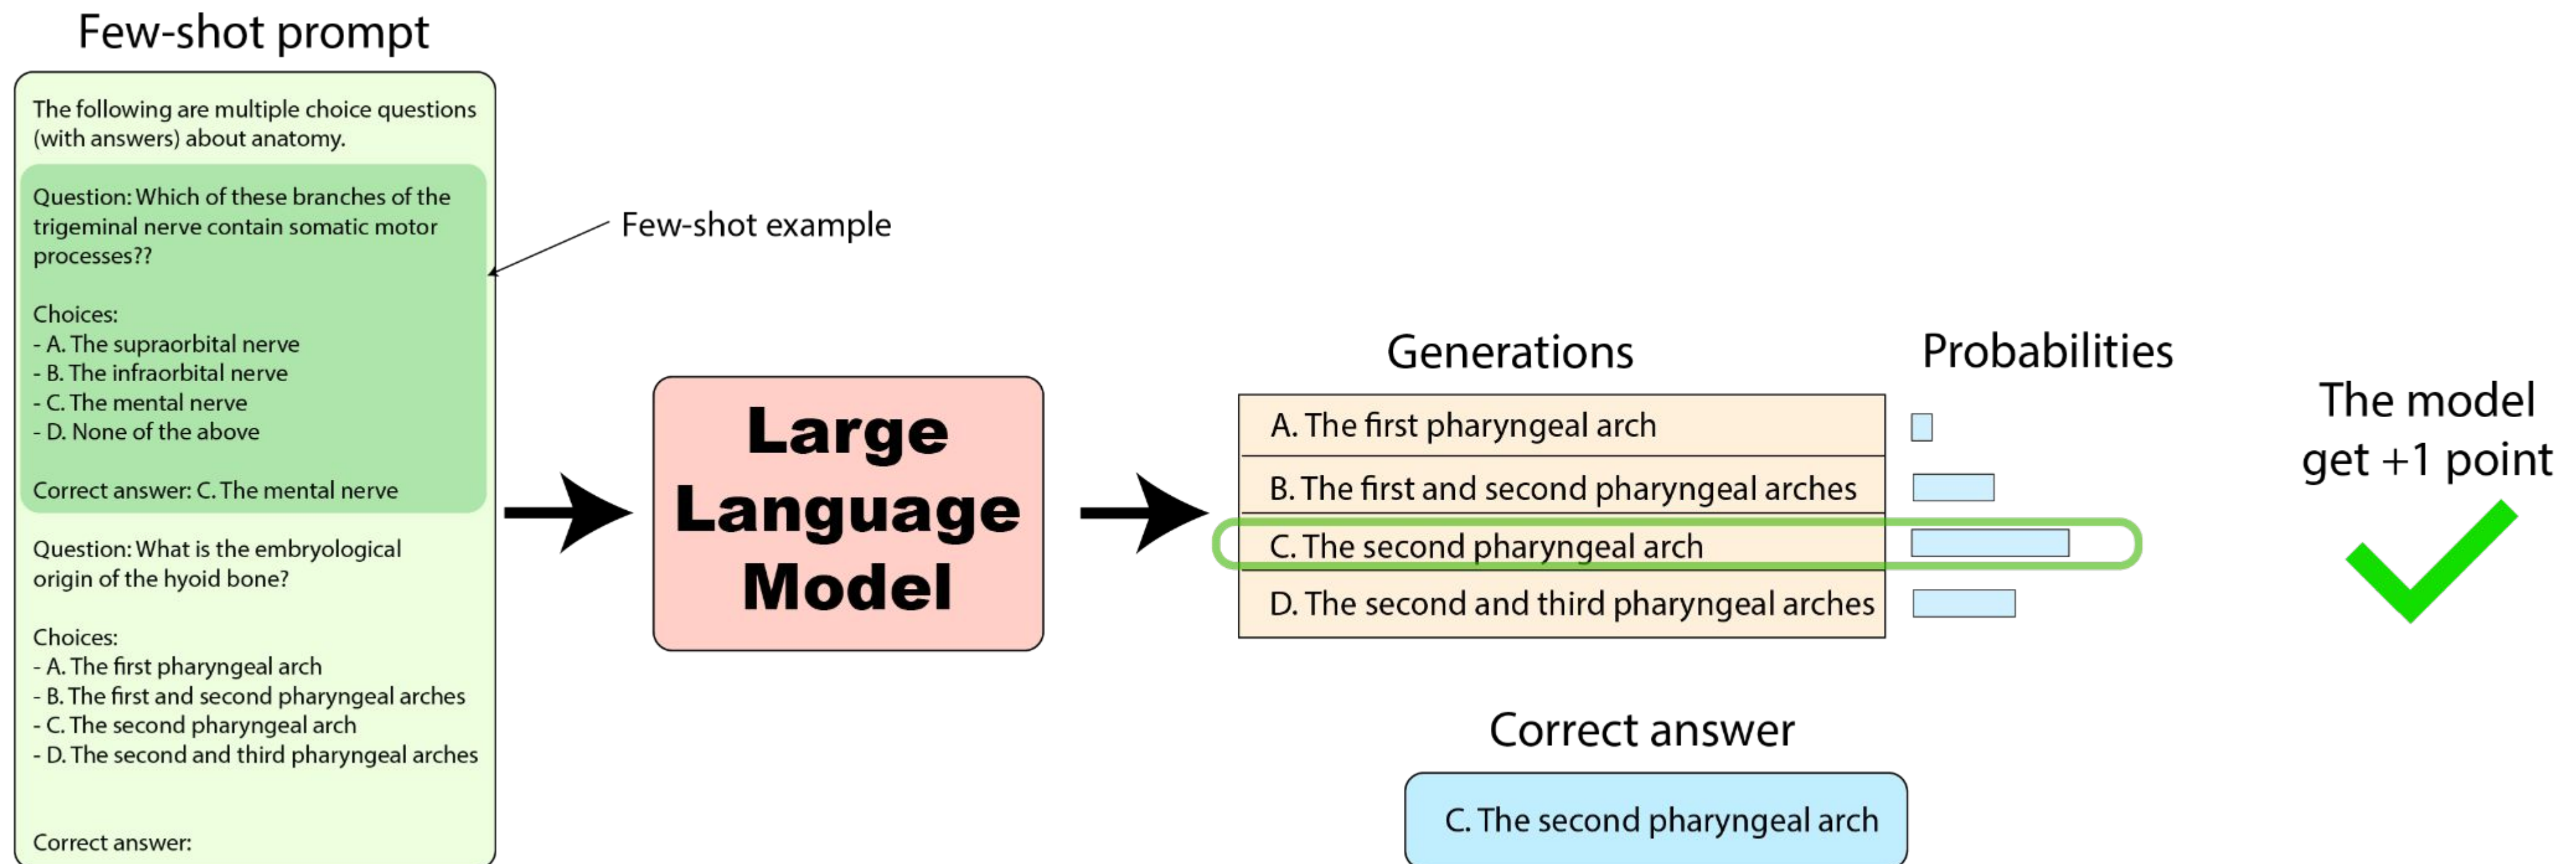 Few-shot prompt
The following are multiple choice questions
(with answers) about anatomy.
Question: Which of these branches of the
trigeminal nerve contain somatic motor
processes??
Choices:
- A. The supraorbital nerve
- B. The infraorbital nerve
- C. The mental nerve
- D. None of the above
Correct answer: C. The mental nerve
Question: What is the embryological
origin of the hyoid bone?
Choices:
- A. The first pharyngeal arch
- B. The first and second pharyngeal arches
- C. The second pharyngeal arch
- D. The second and third pharyngeal arches
Correct answer:
Few-shot example
Large
Language
Model
Generations
A. The first pharyngeal arch
B. The first and second pharyngeal arches
C. The second pharyngeal arch
D. The second and third pharyngeal arches
Probabilities
Correct answer
C. The second pharyngeal arch
The model
get +1 point